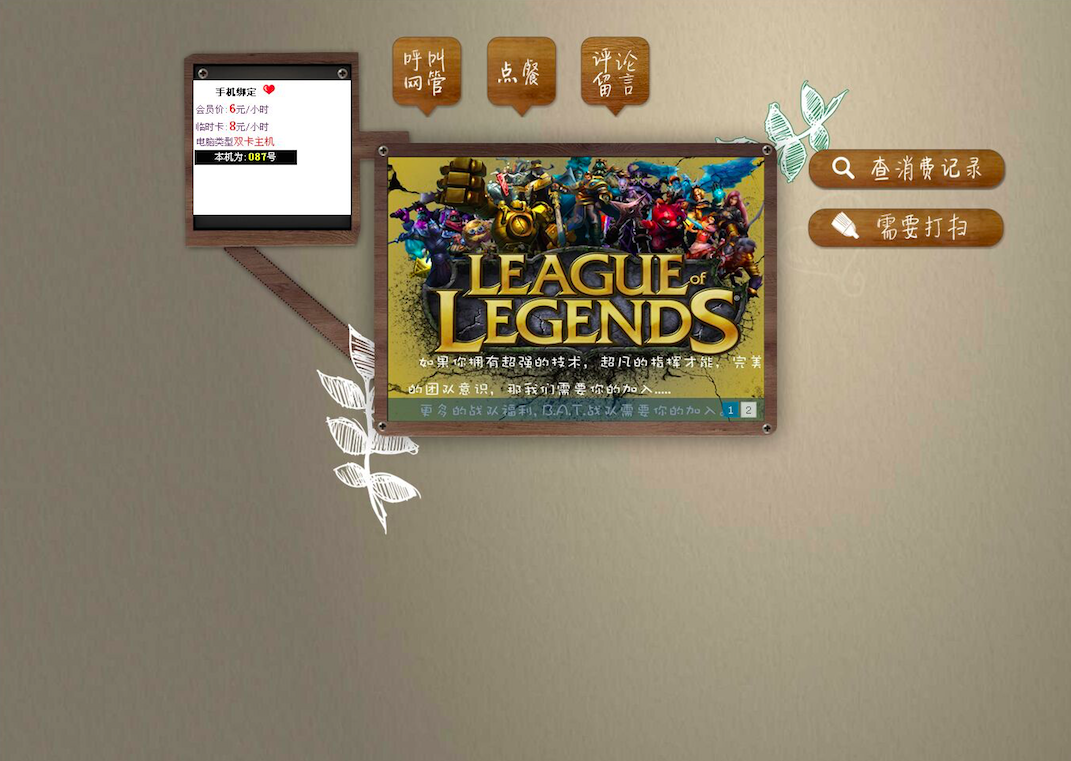 呼叫
网管
点餐
评论
留言
手机绑定
会员价:6元/小时
临时卡:8元/小时
电脑类型双卡主机
本机为:087号
查消费记录
需要打扫
LEAGUE of
LEGENDS
如果你拥有超强的技术，超凡的指挥才能，完美
的团队意识，那我们需要你的加入.....
更多的战队福利,B.A.T.战队需要你的加入。
1 2